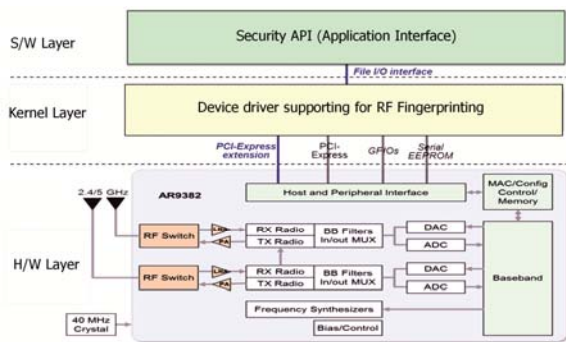 S/W Layer
Security API (Application Interface)
File I/O interface
Kernel Layer
Device driver supporting for RF Fingerprinting
PCI-Express
extension
PCI-
Express
GPIOs
Serial
EEPROM
2.4/5 GHz
AR9382
Host and Peripheral Interface
MAC/Config
Control/
Memory
RF Switch
LNA
PA
RX Radio
TX Radio
BB Filters
In/out MUX
DAC
ADC
H/W Layer
RF Switch
LNA
PA
RX Radio
TX Radio
BB Filters
In/out MUX
DAC
ADC
Baseband
Frequency Synthesizers
40 MHz
Crystal
Bias/Control